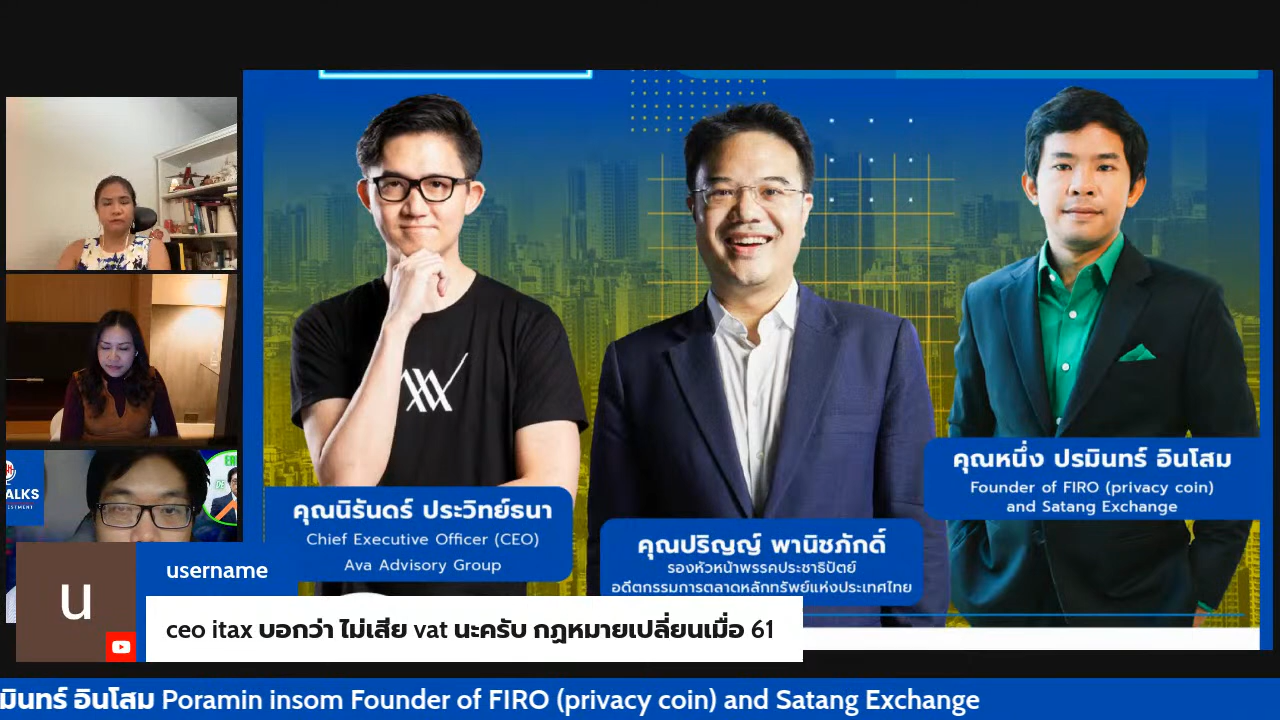 คุณนิรันดร์ ประวิทย์ธนา
Chief Executive Officer (CEO)
Ava Advisory Group
คุณปริญญ์ พานิชภักดิ์
รองหัวหน้าพรรคประชาธิปัตย์
อดีตกรรมการตลาดหลักทรัพย์แห่งประเทศไทย
คุณหนึ่ง ปรมินทร์ อินโสม
Founder of FIRO (privacy coin)
and Satang Exchange
ALKS
u
username
ceo itax บอกว่า ไม่เสีย vat นะครับ กฏหมายเปลี่ยนเมื่อ 61
มินทร์ อินโสม Poramin insom Founder of FIRO (privacy coin) and Satang Exchange